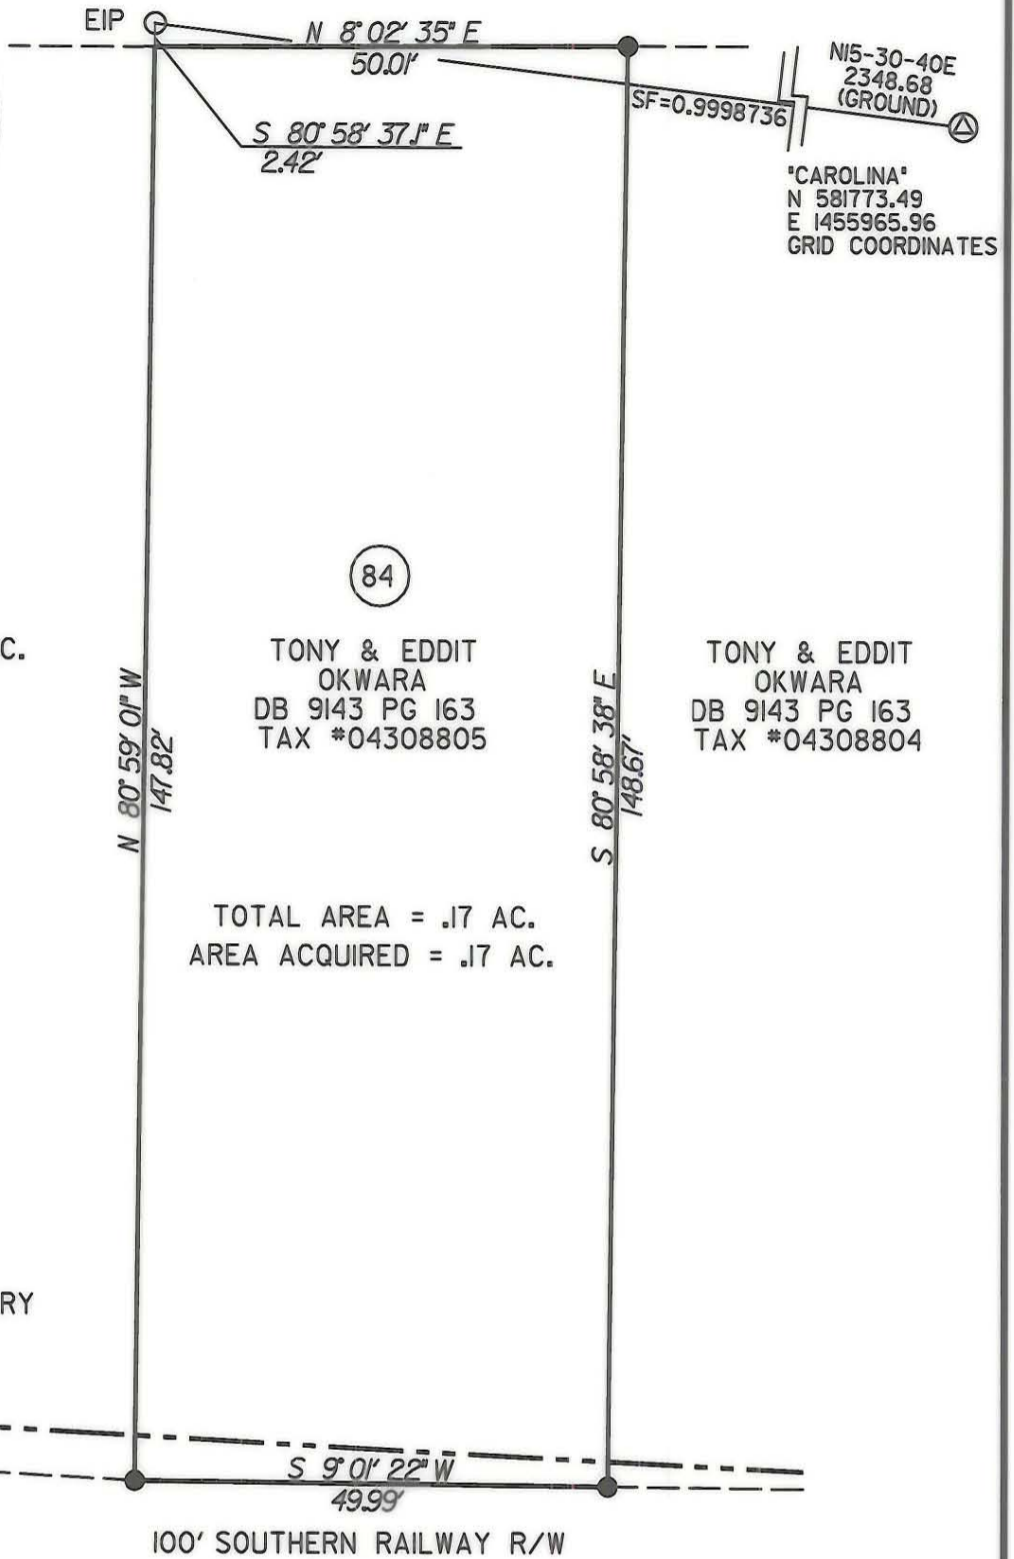 EIP
N 8° 02' 35" E
50.01'
S 80° 58' 37.1" E
2.42'
N15-30-40E
2348.68
(GROUND)
SF=0.9998736
"CAROLINA"
N 581773.49
E 1455965.96
GRID COORDINATES
84
C.
TONY & EDDIT
OKWARA
DB 9143 PG 163
TAX #04308805
TONY & EDDIT
OKWARA
DB 9143 PG 163
TAX #04308804
N 80° 59' 01" W
147.82'
S 80° 58' 38" E
148.67'
TOTAL AREA = .17 AC.
AREA ACQUIRED = .17 AC.
RY
S 9° 01' 22" W
49.99'
100' SOUTHERN RAILWAY R/W